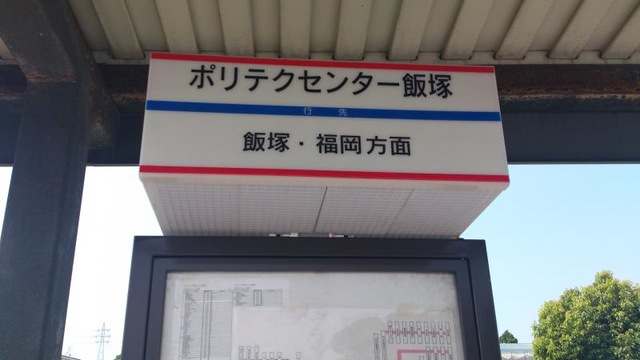 ポリテクセンター飯塚
行先
飯塚・福岡方面